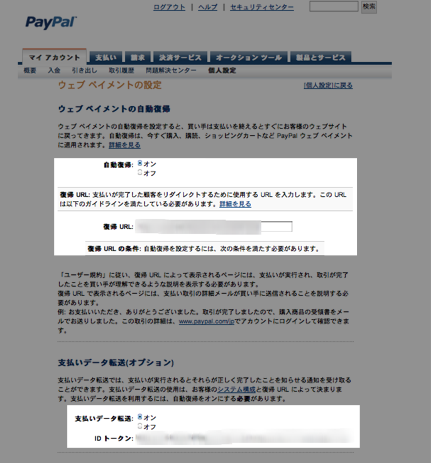 ログアウト | ヘルプ | セキュリティセンター
検索
PayPal
マイ アカウント 支払い 請求 決済サービス オークション ツール 製品とサービス
概要 入金 引き出し 取引履歴 問題解決センター 個人設定
ウェブ ペイメントの設定
[個人設定]に戻る
ウェブ ペイメントの自動復帰
ウェブ ペイメントの自動復帰を設定すると、買い手は支払いを終えるとすぐにお客様のウェブサイト
に戻ってきます。自動復帰は、今すぐ購入、購読、ショッピングカートなど PayPal ウェブ ペイメント
に適用されます。詳細を見る
自動復帰: オン
オフ
復帰 URL: 支払いが完了した顧客をリダイレクトするために使用する URL を入力します。この URL
は以下のガイドラインを満たしている必要があります。詳細を見る
復帰 URL:
復帰 URL の条件: 自動復帰を設定するには、次の条件を満たす必要があります。
「ユーザー規約」に従い、復帰 URL によって表示されるページには、支払いが実行され、取引が完了
したことを買い手が理解できるような説明を表示する必要があります。
復帰 URL で表示されるページには、支払い取引の詳細メールが買い手に送信されることを説明する必
要があります。
例: お支払いいただき、ありがとうございました。取引が完了しましたので、購入商品の受領書をメー
ルでお送りしました。この取引の詳細は、www.paypal.com/jpでアカウントにログインして確認できま
す。
支払いデータ転送(オプション)
支払いデータ転送では、支払いが実行されるとそれらが正しく完了したことを知らせる通知を受け取る
ことができます。支払いデータ転送の使用は、お客様のシステム構成と復帰 URL によって決まりま
す。支払いデータ転送を利用するには、自動復帰をオンにする必要があります。
支払いデータ転送: オン
オフ
ID トークン: